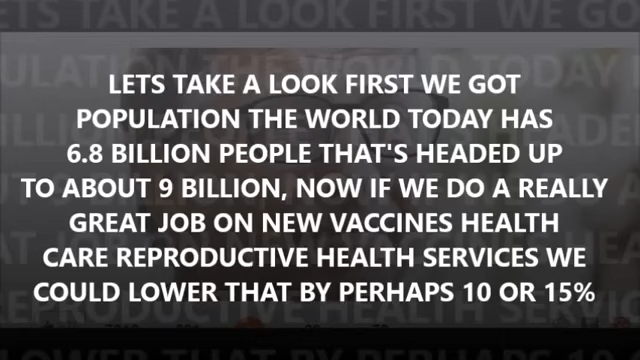 LETS TAKE A LOOK FIRST WE GOT
POPULATION THE WORLD TODAY HAS
6.8 BILLION PEOPLE THAT'S HEADED UP
TO ABOUT 9 BILLION, NOW IF WE DO A REALLY
GREAT JOB ON NEW VACCINES HEALTH
CARE REPRODUCTIVE HEALTH SERVICES WE
COULD LOWER THAT BY PERHAPS 10 OR 15%